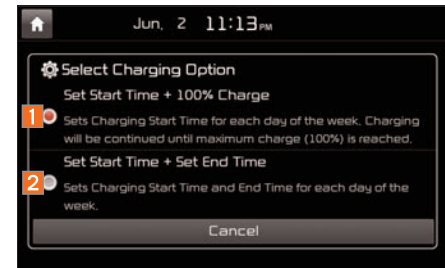 Jun. 2 11:13 PM
Select Charging Option
Set Start Time + 100% Charge
1
Sets Charging Start Time for each day of the week. Charging
will be continued until maximum charge (100%) is reached.
Set Start Time + Set End Time
2
Sets Charging Start Time and End Time for each day of the
week.
Cancel